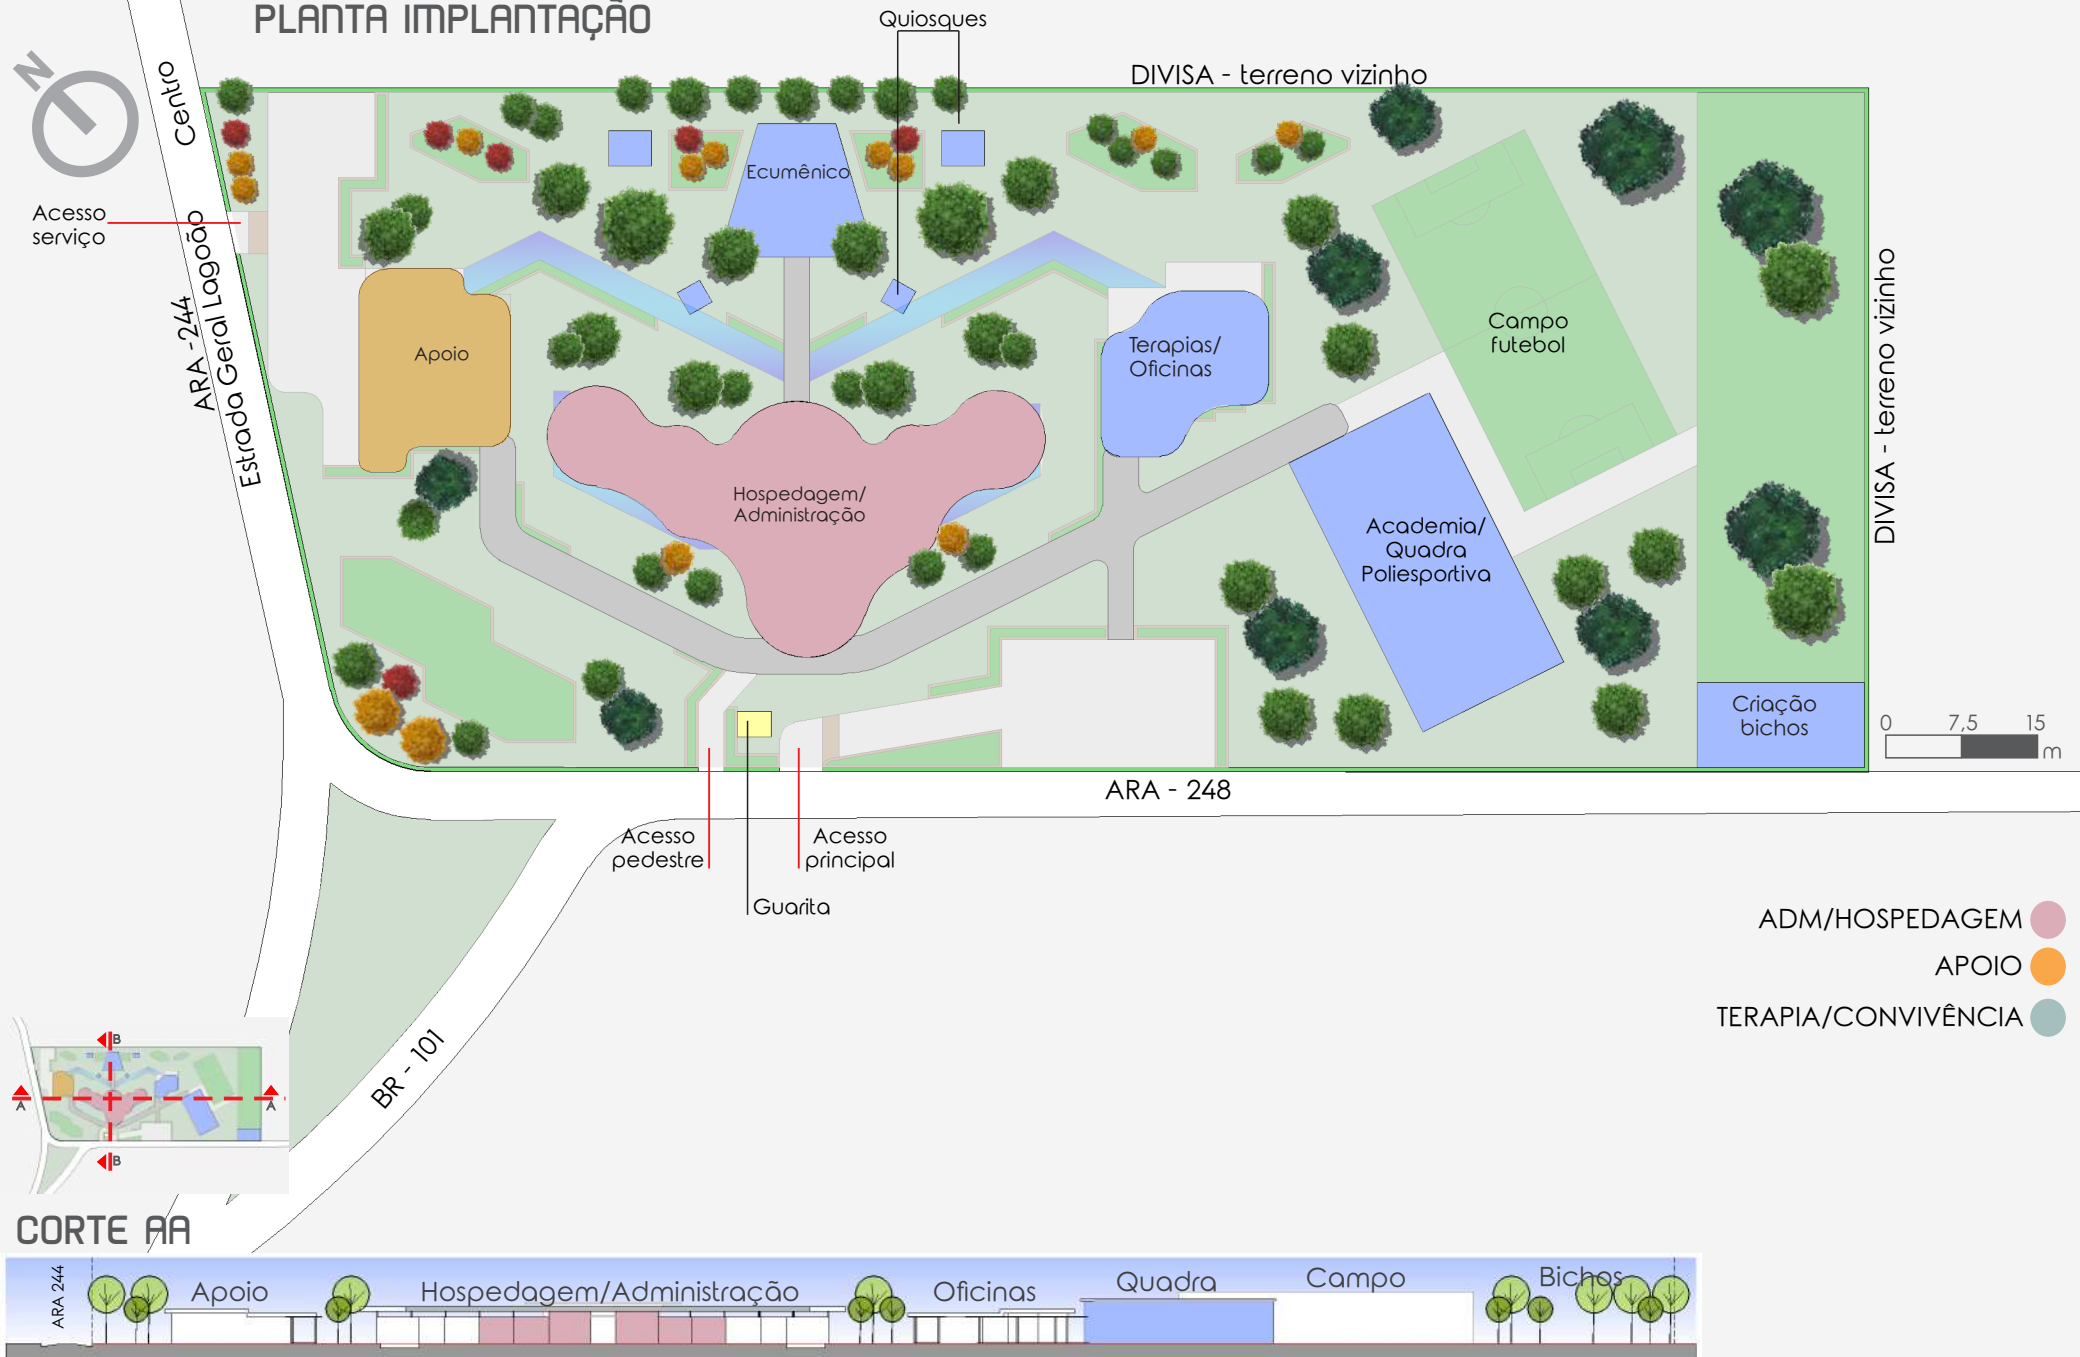 PLANTA IMPLANTAÇÃO
Quiosques
DIVISA - terreno vizinho
N
Centro
Ecumênico
Acesso
serviço
ARA -244
Estrada Geral Lagoão
DIVISA - terreno vizinho
Apoio
Terapias/
Oficinas
Campo
futebol
Hospedagem/
Administração
Academia/
Quadra
Poliesportiva
Criação
bichos
0 7,5 15
m
ARA - 248
Acesso
pedestre
Acesso
principal
Guarita
ADM/HOSPEDAGEM
APOIO
TERAPIA/CONVIVÊNCIA
BR - 101
B
A
A
B
CORTE AA
ARA 244
Apoio
Hospedagem/Administração
Oficinas
Quadra
Campo
Bichos